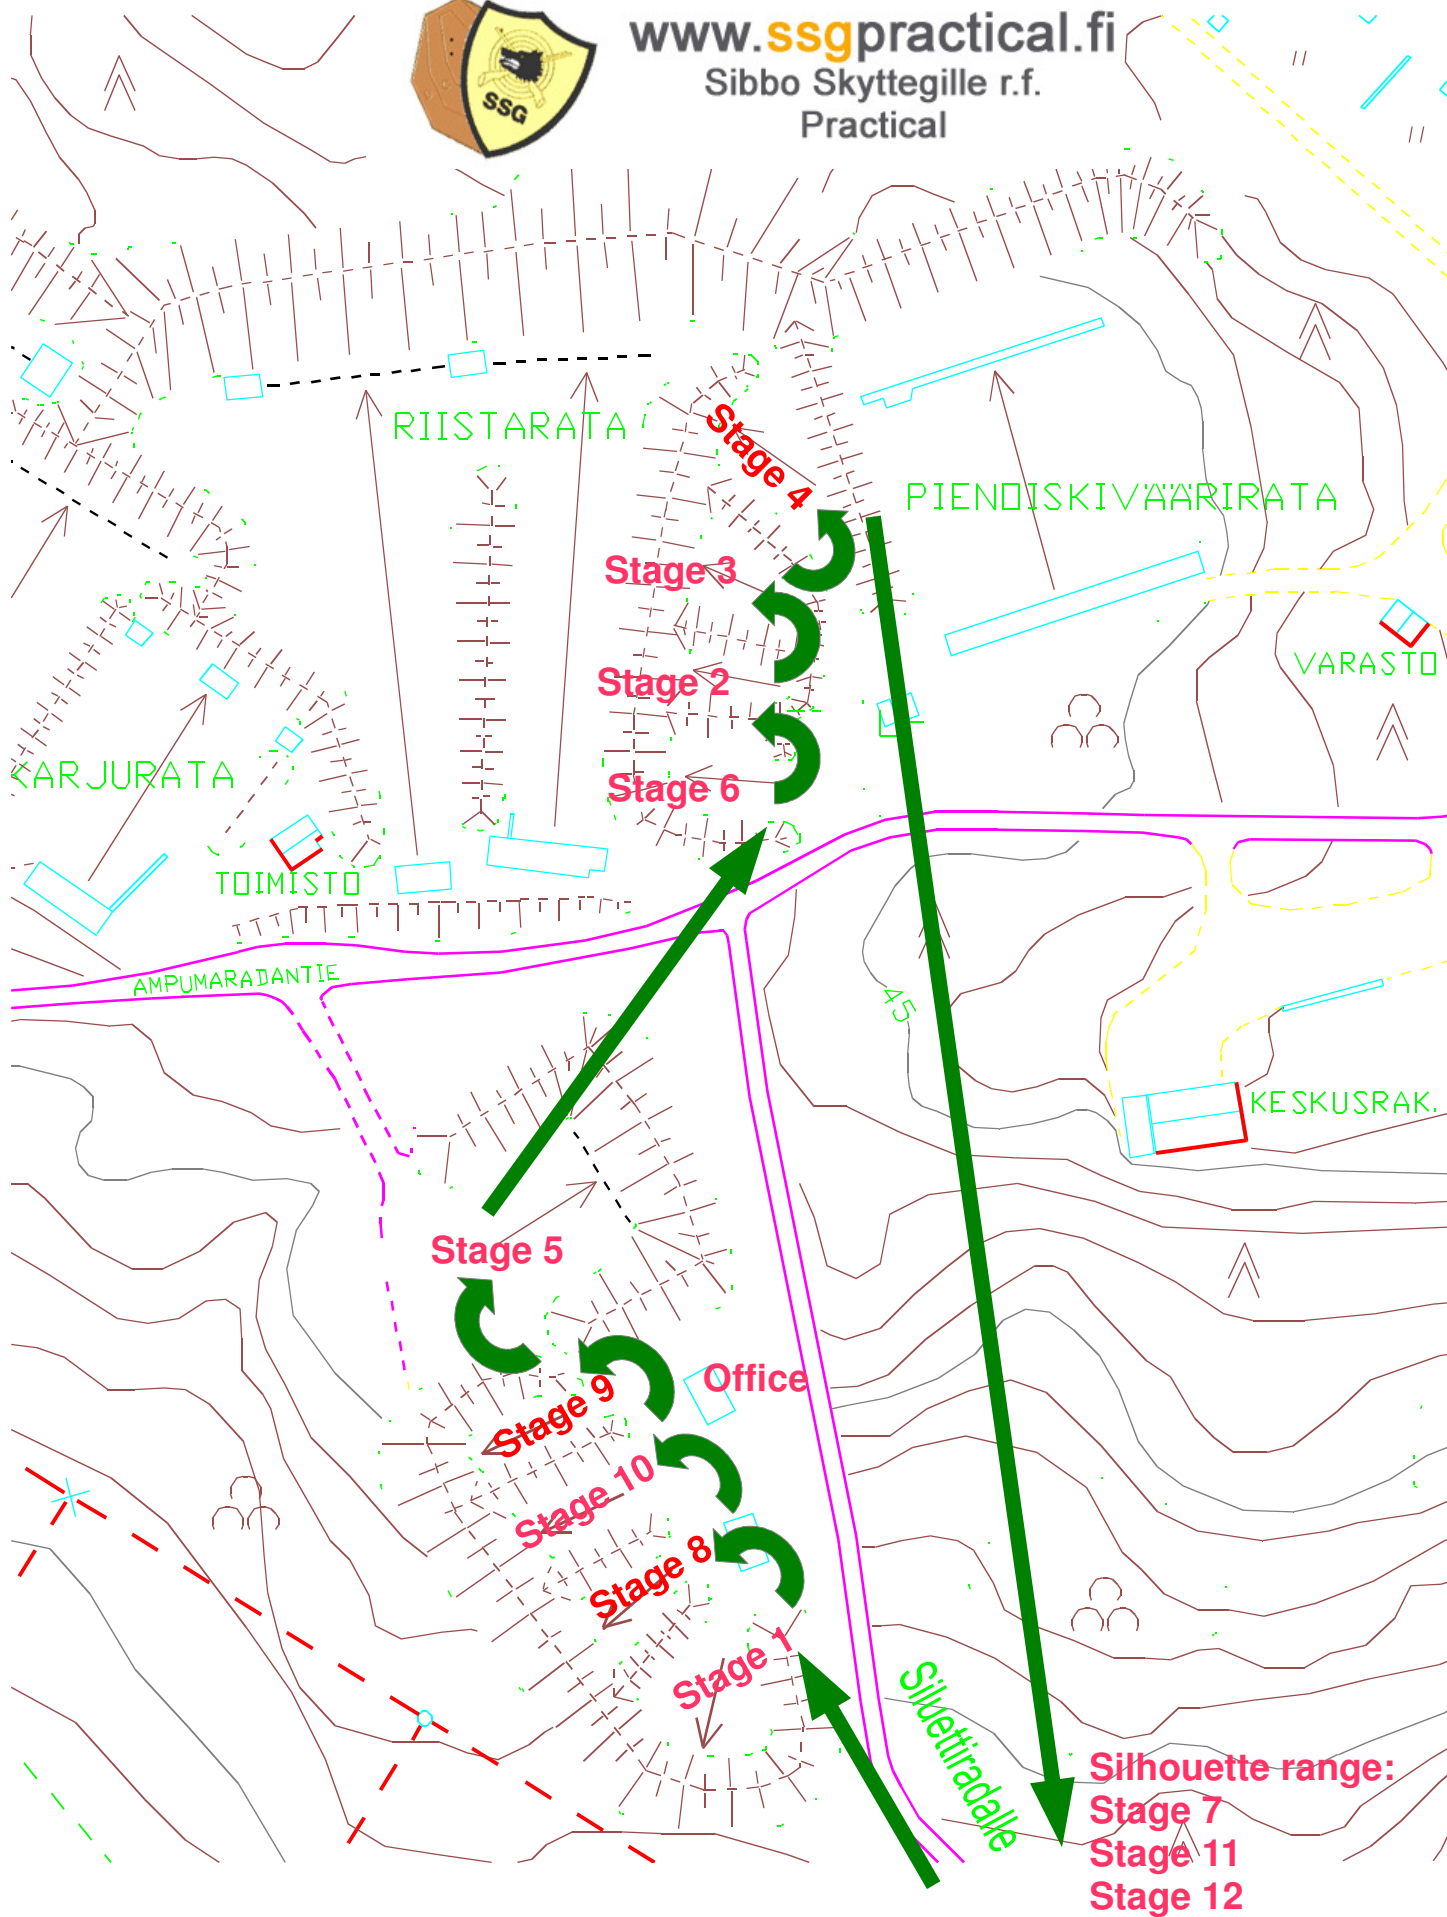 www.ssgpractical.fi
Sibbo Skyttegille r.f.
Practical
SSG
RIISTARATA
Stage 4
PIENOISKIVÄÄRIRATA
Stage 3
VARASTO
Stage 2
KARJURATA
Stage 6
TOIMISTO
AMPUMARADANTIE
45
KESKUSRAK.
Stage 5
Office
Stage 9
Stage 10
Stage 8
Stage 1
Siluettiradalle
Silhouette range:
Stage 7
Stage 11
Stage 12